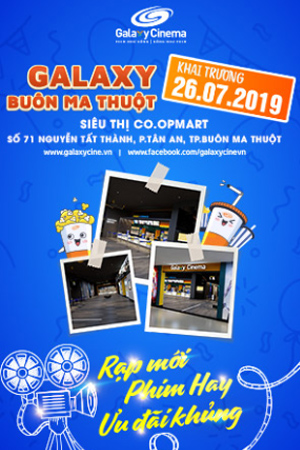 Galaxy Cinema
GALAXY
BUÔN MA THUỘT
KHAI TRƯƠNG
26.07.2019
SIÊU THỊ CO.OPMART
SỐ 71 NGUYỄN TẤT THÀNH, P.TÂN AN, TP.BUÔN MA THUỘT
www.galaxycine.vn | www.facebook.com/galaxycinevn
Galaxy Cinema
Rạp mới
Phim Hay
Ưu đãi khủng